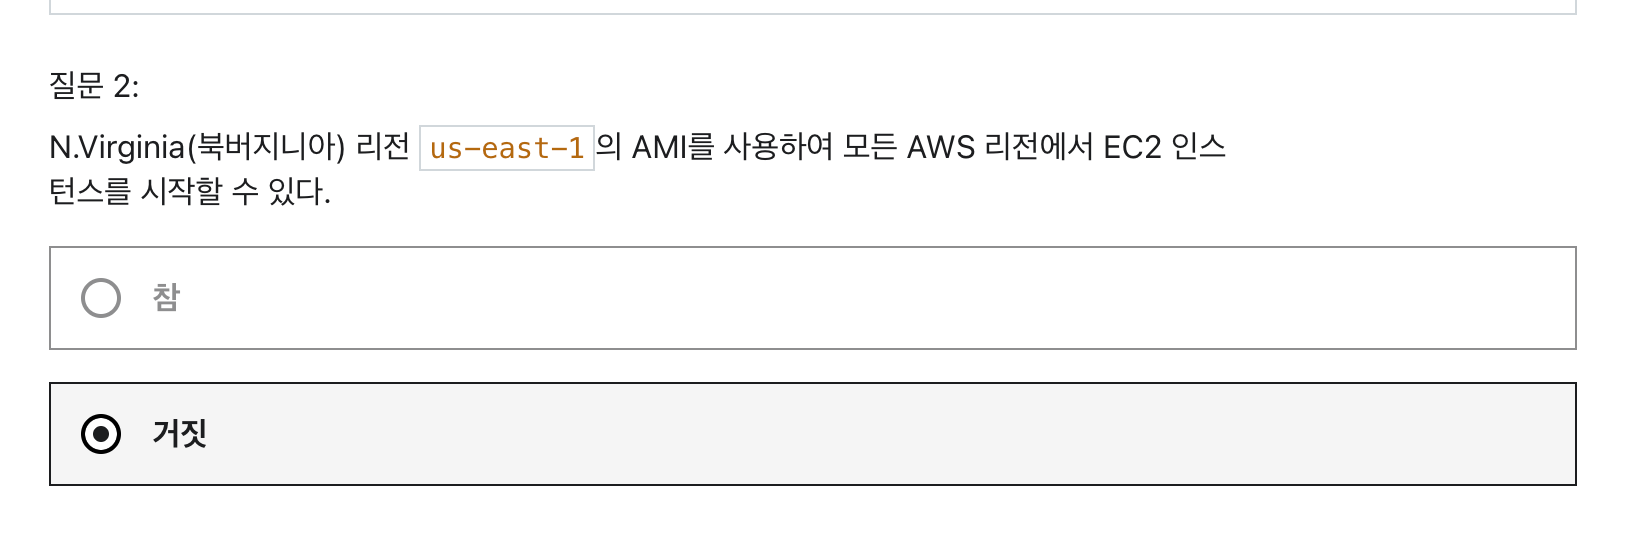 질문 2:
N.Virginia(북버지니아) 리전 us-east-1의 AMI를 사용하여 모든 AWS 리전에서 EC2 인스
턴스를 시작할 수 있다.
참
거짓